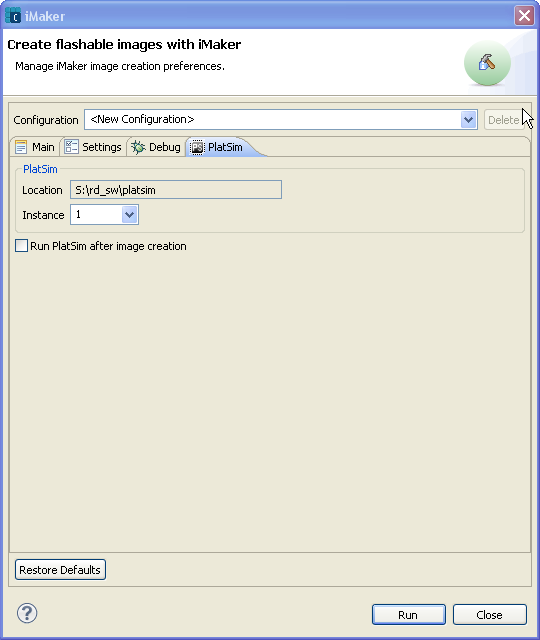 iMaker
Create flashable images with iMaker
Manage iMaker image creation preferences.
Configuration <New Configuration> Delete
Main Settings Debug PlatSim
PlatSim
Location S:\rd_sw\platsim
Instance 1
Run PlatSim after image creation
Restore Defaults
? Run Close